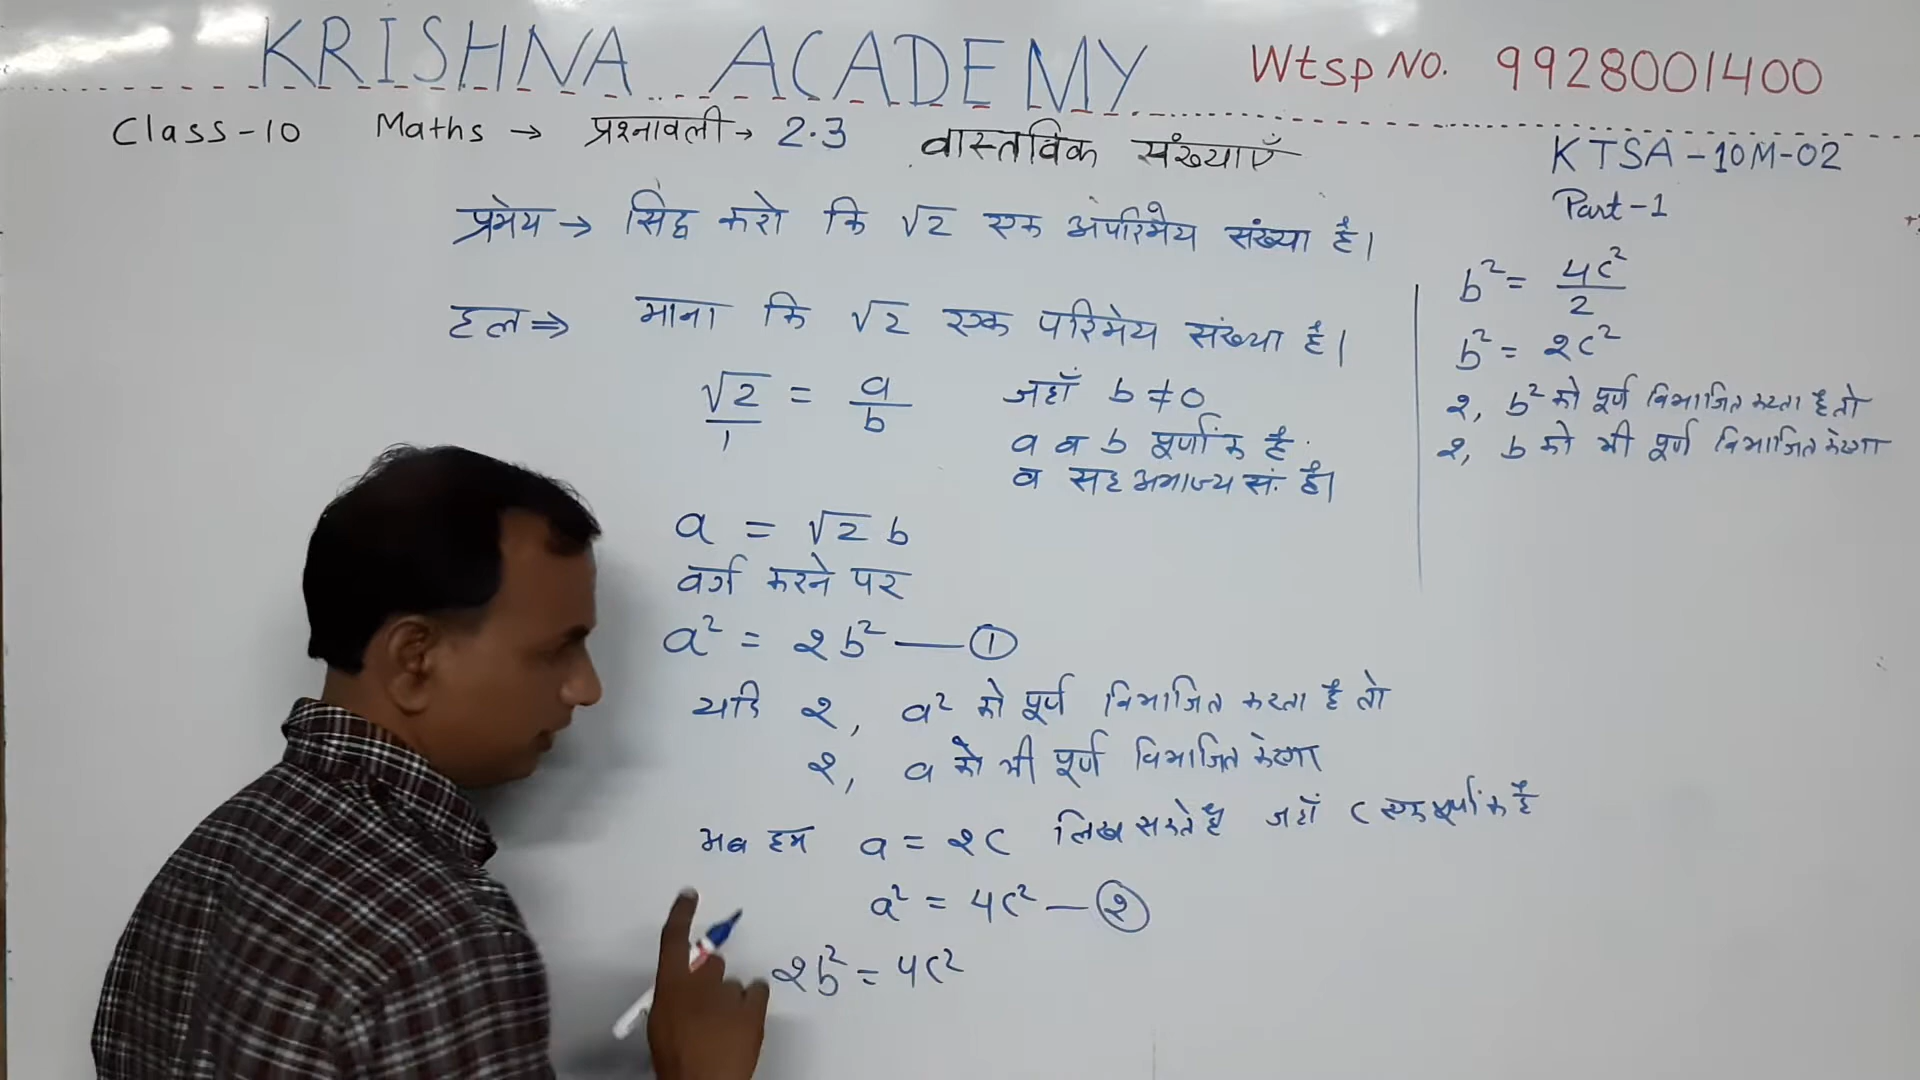 KRISHNA ACADEMY
Wtsp NO. 9928001400
Class-10 Maths → प्रश्नावली → 2.3 वास्तविक संख्याएँ
KTSA-10M-02
Part-1
प्रमेय → सिद्ध करो कि √2 एक अपरिमेय संख्या है।
हल ⇒ माना कि √2 एक परिमेय संख्या है।
√2/1 = a/b जहाँ b ≠ 0
a व b पूर्णांक है
व सह अभाज्य सं. है।
a = √2 b
वर्ग करने पर
a² = 2b² — ①
यदि 2, a² को पूर्ण विभाजित करता है तो
2, a को भी पूर्ण विभाजित करेगा
अब हम a = 2c लिख सकते है जहाँ c एक पूर्णांक है
a² = 4c² — ②
2b² = 4c²
b² = 4c²/2
b² = 2c²
2, b² को पूर्ण विभाजित करता है तो
2, b को भी पूर्ण विभाजित करेगा